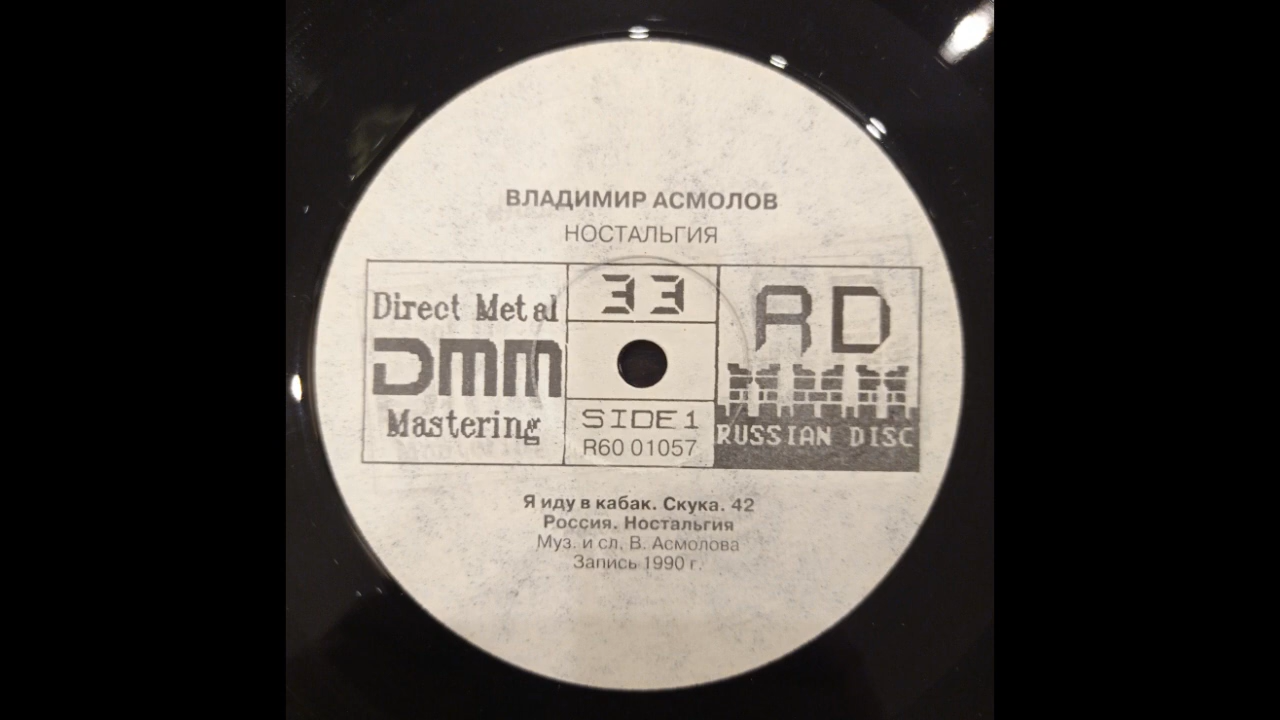 ВЛАДИМИР АСМОЛОВ
НОСТАЛЬГИЯ
Direct Metal
DMM
Mastering
33
SIDE 1
R60 01057
RD
RUSSIAN DISC
Я иду в кабак. Скука. 42
Россия. Ностальгия
Муз. и сл. В. Асмолова
Запись 1990 г.